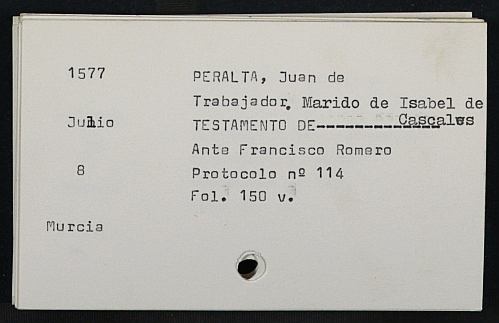 1577
PERALTA, Juan de
Trabajador. Marido de Isabel de Cascales
Julio
TESTAMENTO DE-------------
Ante Francisco Romero
8
Protocolo nº 114
Fol. 150 v.
Murcia